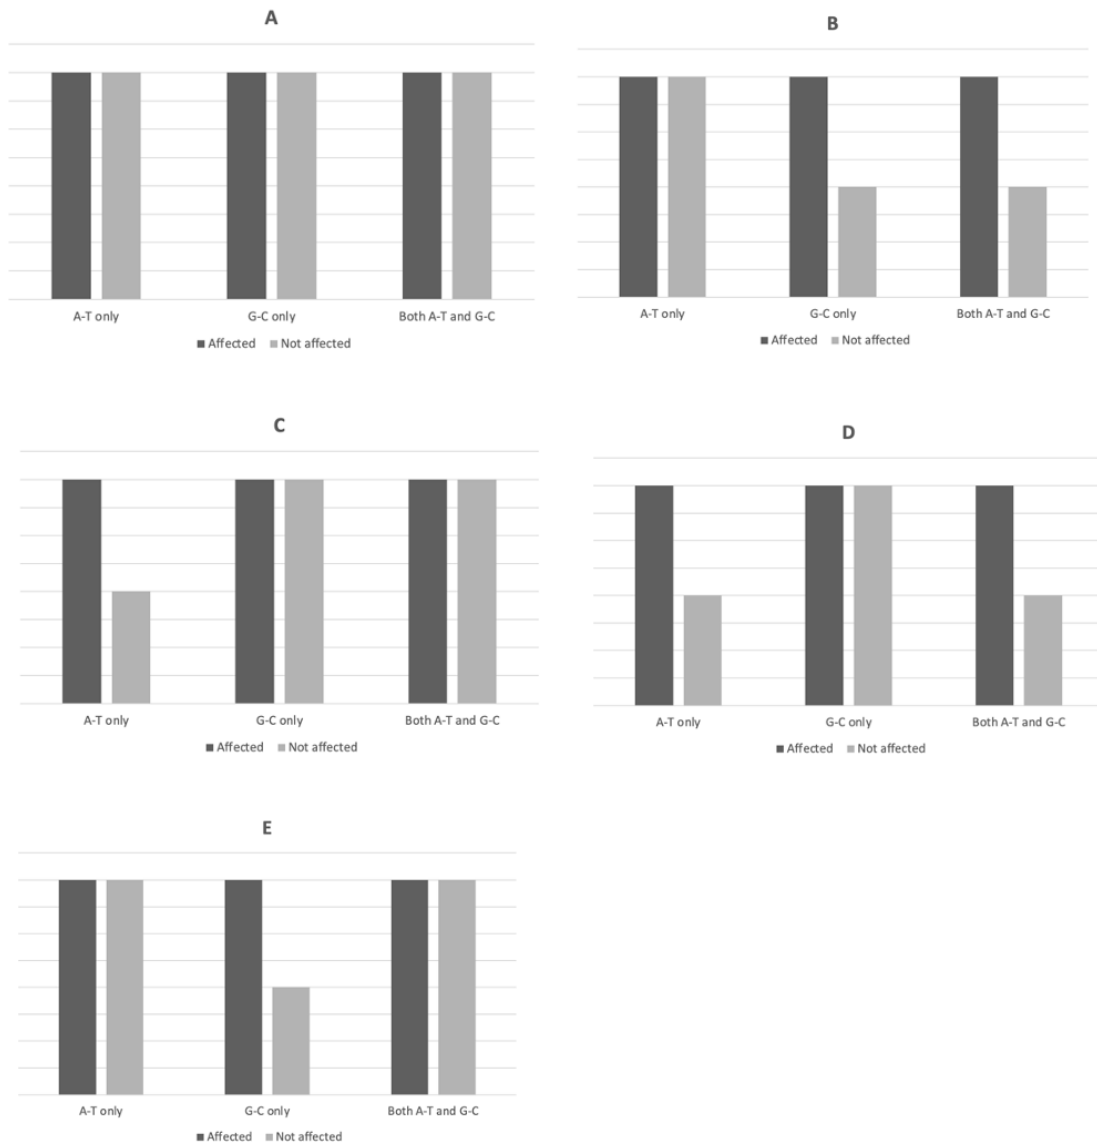 A
A-T only G-C only Both A-T and G-C
Affected Not affected
B
A-T only G-C only Both A-T and G-C
Affected Not affected
C
A-T only G-C only Both A-T and G-C
Affected Not affected
D
A-T only G-C only Both A-T and G-C
Affected Not affected
E
A-T only G-C only Both A-T and G-C
Affected Not affected